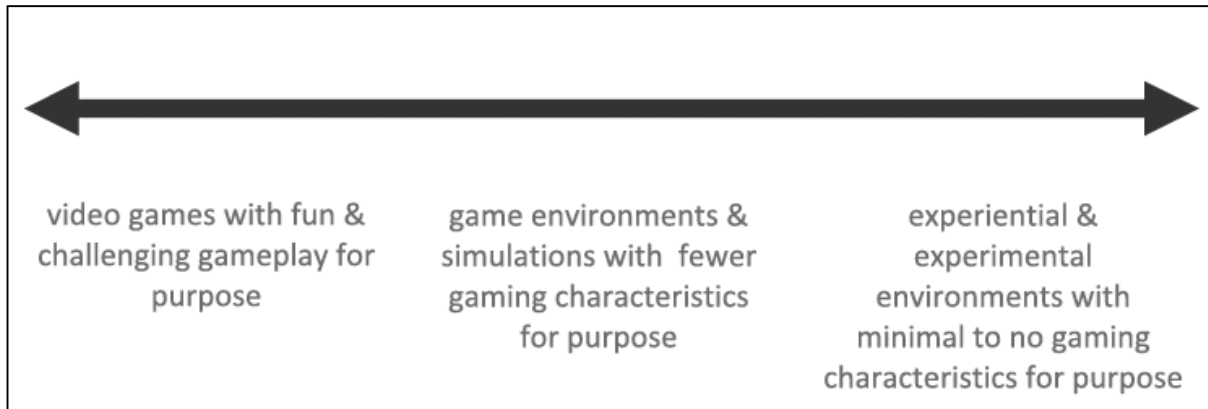 video games with fun &
challenging gameplay for
purpose
game environments &
simulations with fewer
gaming characteristics
for purpose
experiential &
experimental
environments with
minimal to no gaming
characteristics for purpose